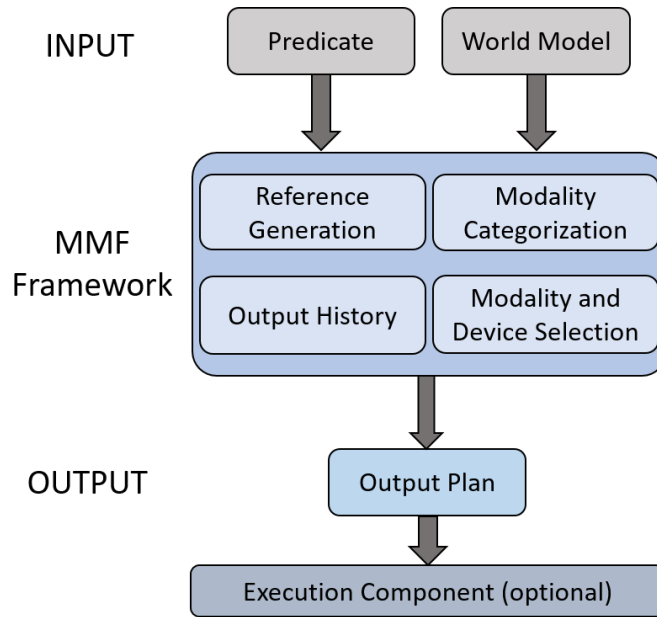 INPUT
Predicate
World Model
MMF
Framework
Reference
Generation
Modality
Categorization
Output History
Modality and
Device Selection
OUTPUT
Output Plan
Execution Component (optional)